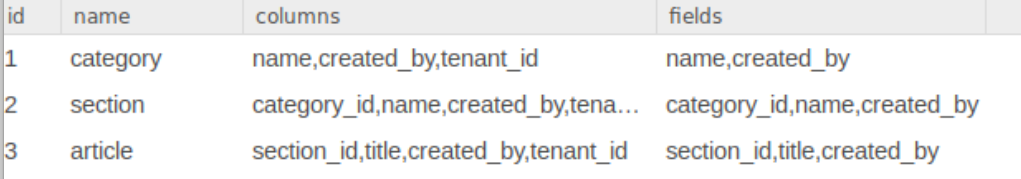 id name columns fields
1 category name,created_by,tenant_id name,created_by
2 section category_id,name,created_by,tena... category_id,name,created_by
3 article section_id,title,created_by,tenant_id section_id,title,created_by